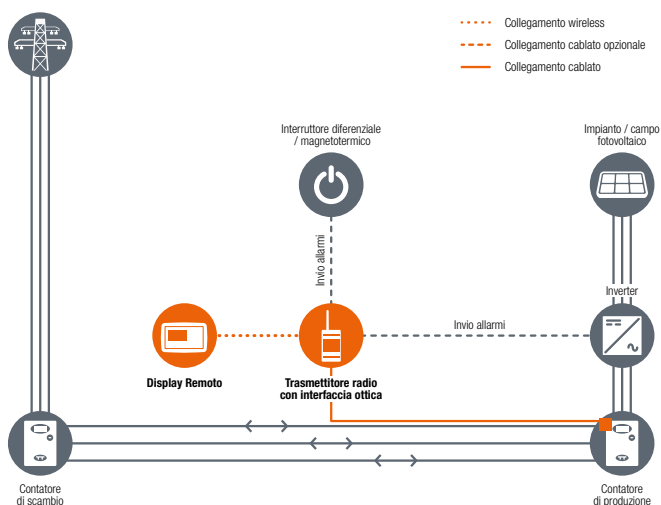 Collegamento wireless
Collegamento cablato opzionale
Collegamento cablato
Interruttore diferenziale
/ magnetotermico
Impianto / campo
fotovoltaico
Invio allarmi
Inverter
Invio allarmi
Display Remoto
Trasmettitore radio
con interfaccia ottica
Contatore
di scambio
Contatore
di produzione